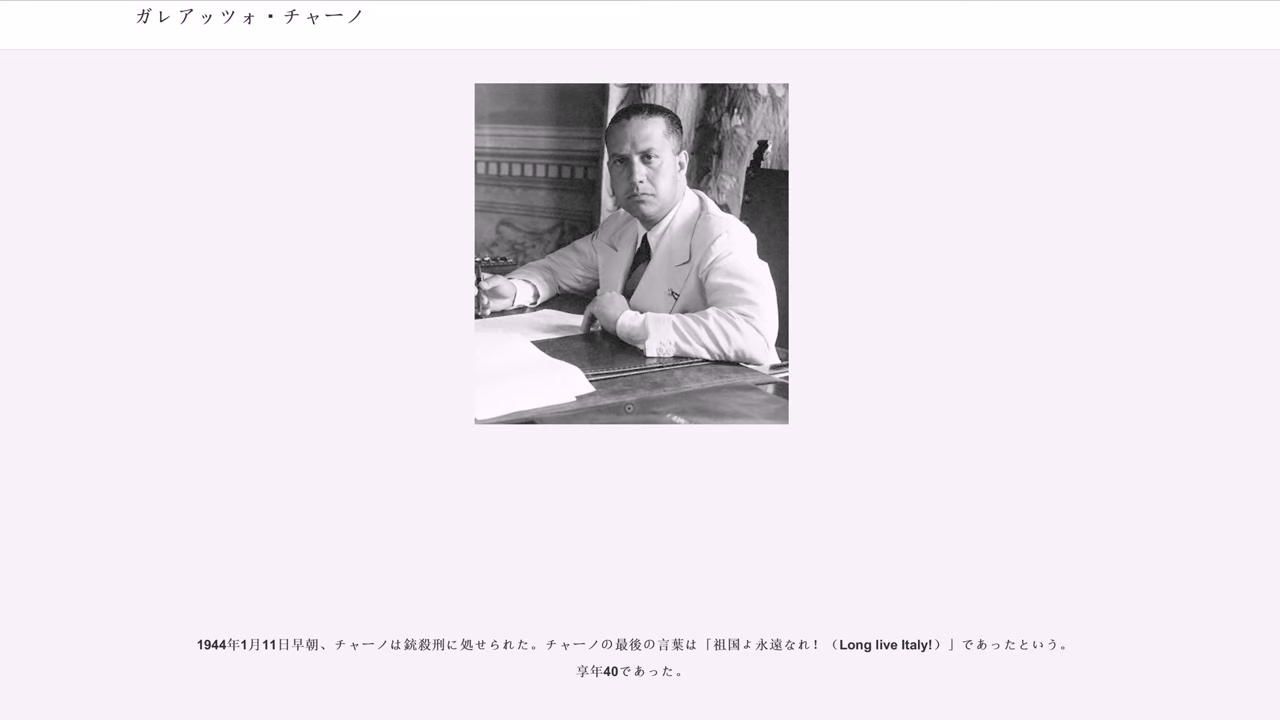 ガレアッツォ・チャーノ
1944年1月11日早朝、チャーノは銃殺刑に処せられた。チャーノの最後の言葉は「祖国よ永遠なれ！（Long live Italy!）」であったという。
享年40であった。